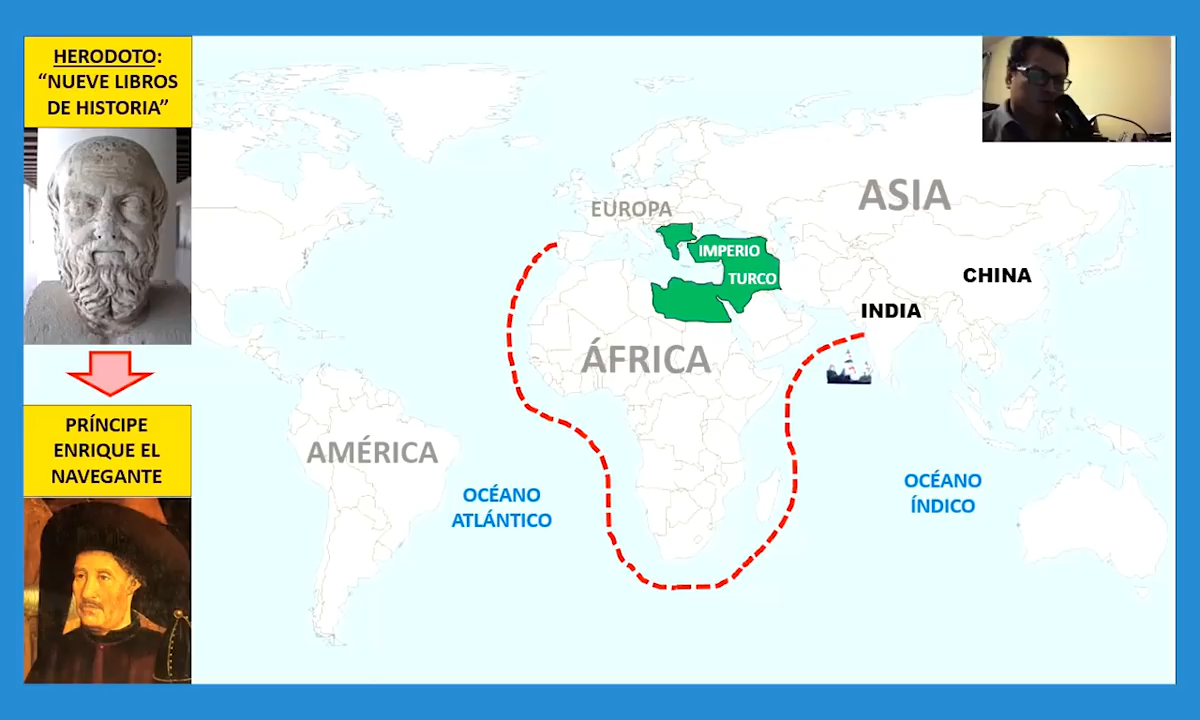 HERODOTO:
“NUEVE LIBROS
DE HISTORIA”
PRÍNCIPE
ENRIQUE EL
NAVEGANTE
EUROPA
ASIA
IMPERIO
TURCO
CHINA
INDIA
ÁFRICA
AMÉRICA
OCÉANO
ATLÁNTICO
OCÉANO
ÍNDICO